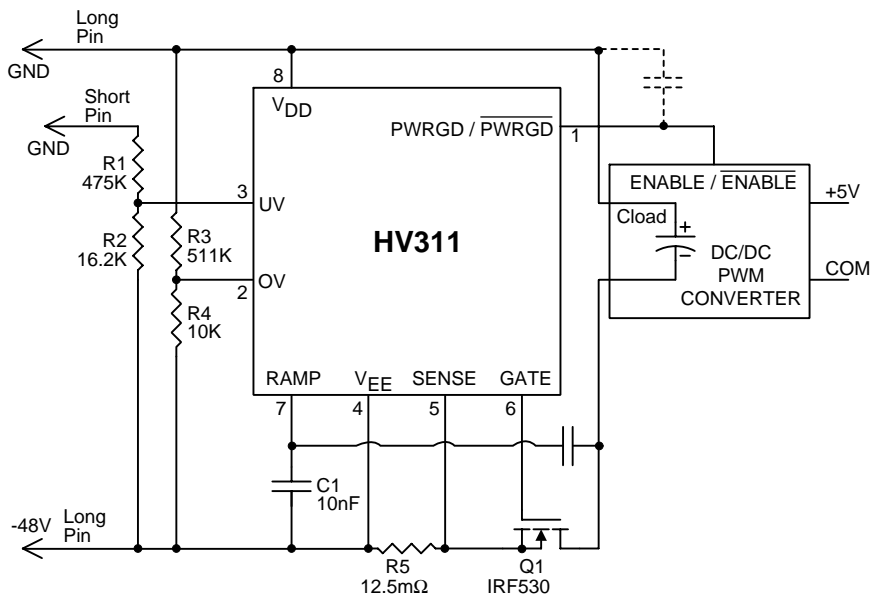 Long
Pin
GND
8
VDD
Short
Pin
GND
PWRGD / PWRGD
1
R1
475K
ENABLE / ENABLE
+5V
3
UV
Cload
+
HV311
R2
16.2K
R3
511K
−
DC/DC
PWM
CONVERTER
COM
OV
2
R4
10K
RAMP
VEE
SENSE
GATE
7
4
5
6
C1
10nF
-48V
Long
Pin
R5
12.5mΩ
Q1
IRF530